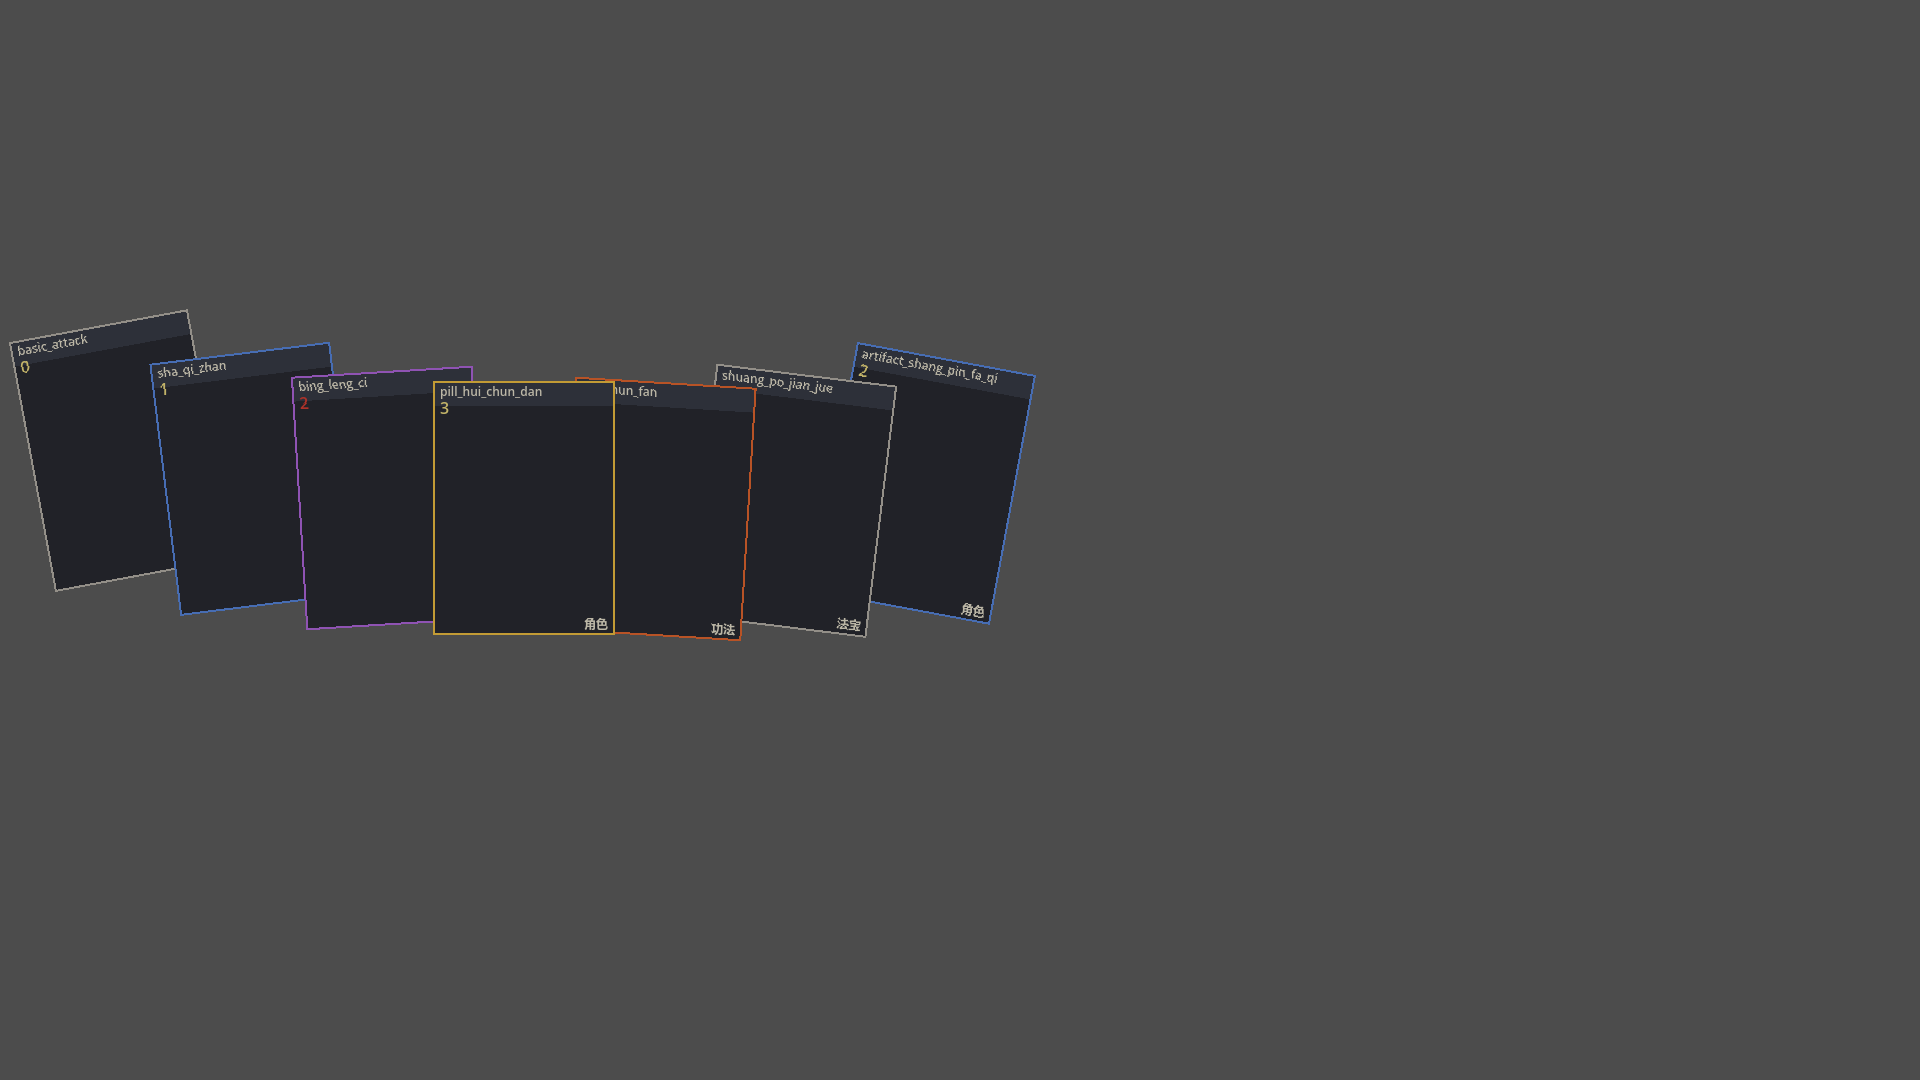 basic_attack
0
sha_qi_zhan
1
bing_leng_ci
2
pill_hui_chun_dan
3
角色
功法
shuang_po_jian_jue
法宝
artifact_shang_pin_fa_qi
2
角色